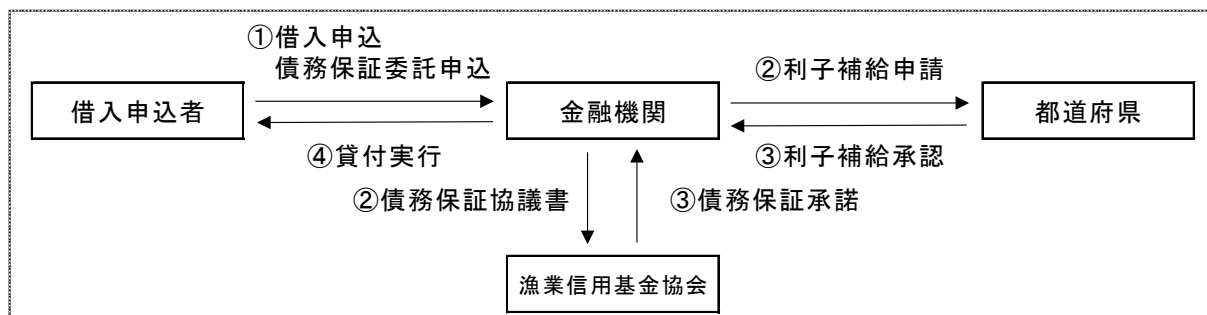 ①借入申込
債務保証委託申込
②利子補給申請
借入申込者
金融機関
都道府県
④貸付実行
③利子補給承認
②債務保証協議書
③債務保証承諾
漁業信用基金協会